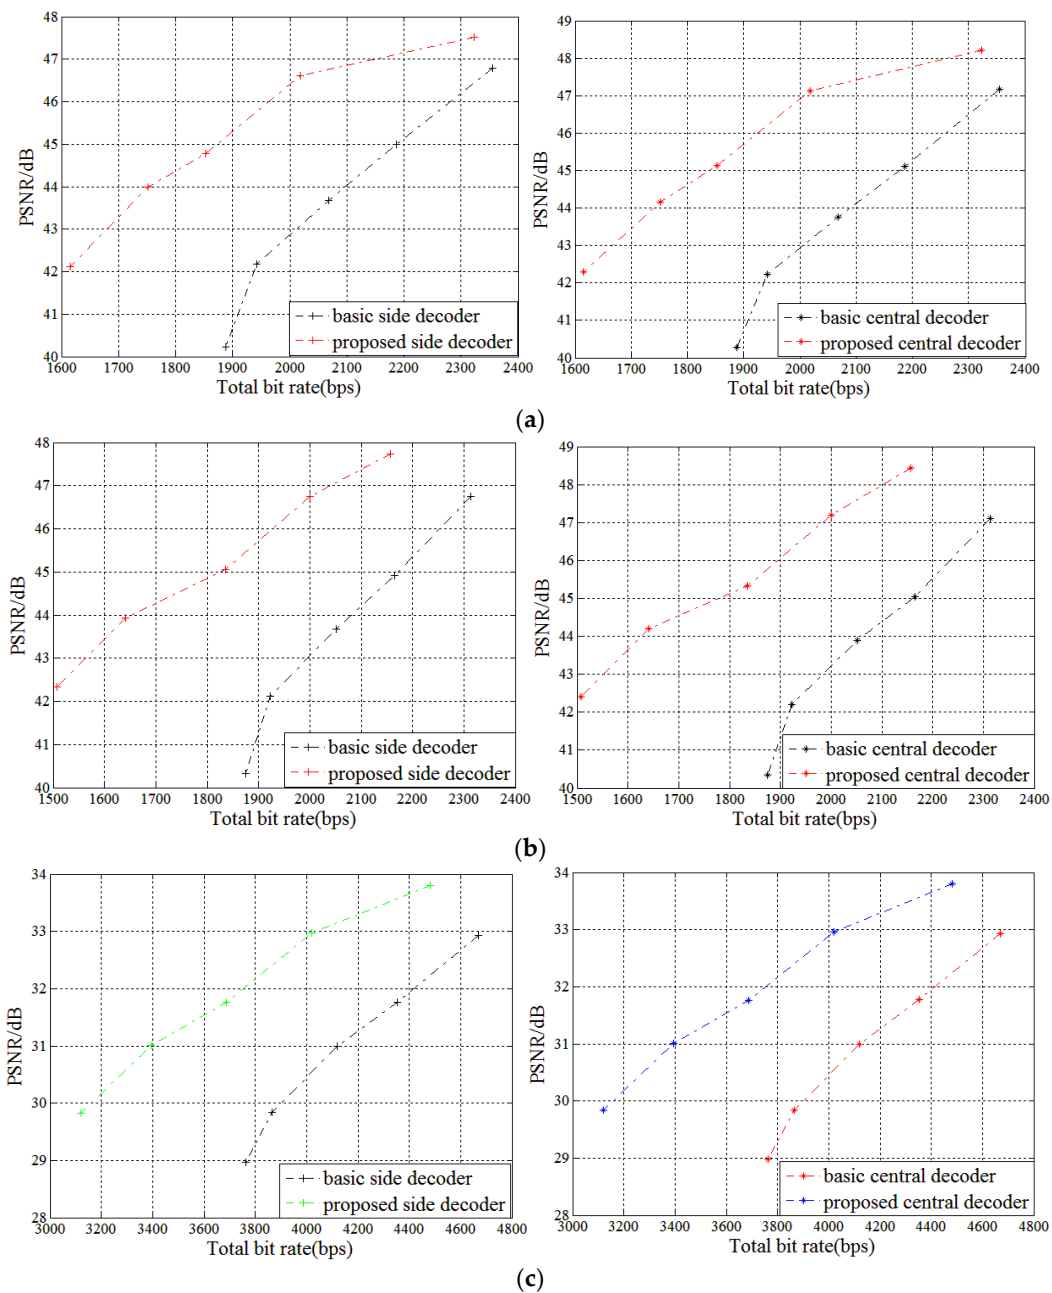 48
47
46
45
44
43
42
41
40
PSNR/dB
1600 1700 1800 1900 2000 2100 2200 2300 2400
Total bit rate(bps)
basic side decoder
proposed side decoder
49
48
47
46
45
44
43
42
41
40
PSNR/dB
1600 1700 1800 1900 2000 2100 2200 2300 2400
Total bit rate(bps)
basic central decoder
proposed central decoder
(a)
48
47
46
45
44
43
42
41
40
PSNR/dB
1500 1600 1700 1800 1900 2000 2100 2200 2300 2400
Total bit rate(bps)
basic side decoder
proposed side decoder
49
48
47
46
45
44
43
42
41
40
PSNR/dB
1500 1600 1700 1800 1900 2000 2100 2200 2300 2400
Total bit rate(bps)
basic central decoder
proposed central decoder
(b)
34
33
32
31
30
29
28
PSNR/dB
3000 3200 3400 3600 3800 4000 4200 4400 4600 4800
Total bit rate(bps)
basic side decoder
proposed side decoder
34
33
32
31
30
29
28
PSNR/dB
3000 3200 3400 3600 3800 4000 4200 4400 4600 4800
Total bit rate(bps)
basic central decoder
proposed central decoder
(c)